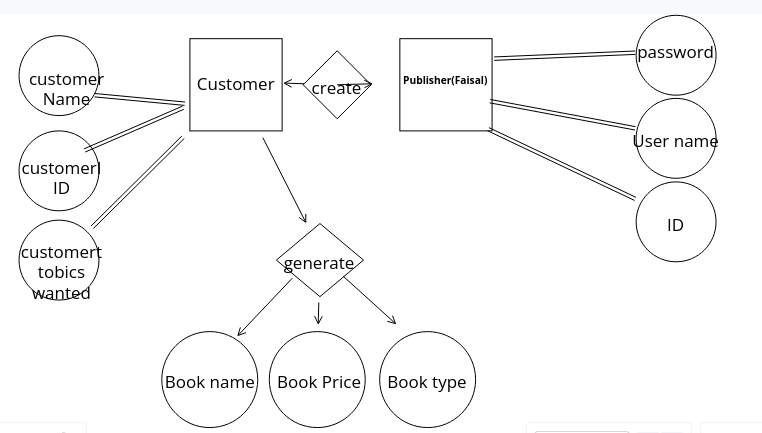 customer
Name
customerI
ID
customert
tobics
wanted
Customer
create
Publisher(Faisal)
password
User name
ID
generate
Book name
Book Price
Book type